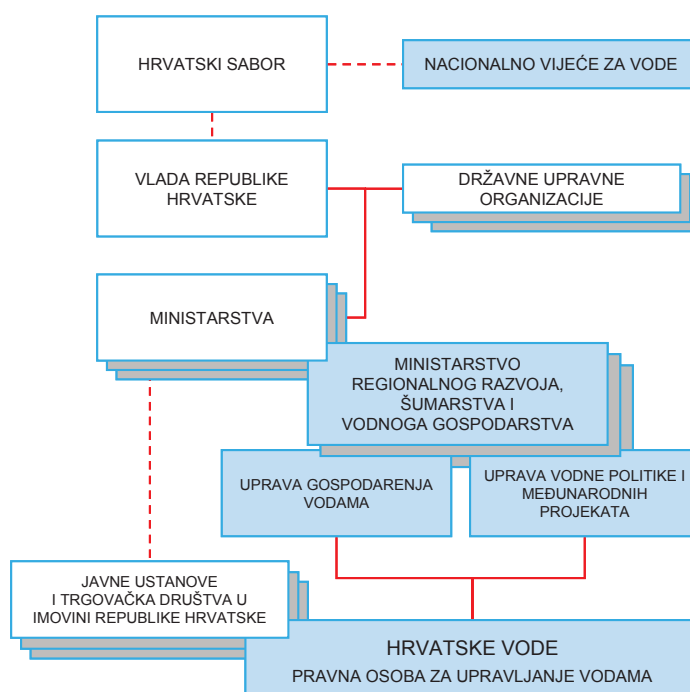 HRVATSKI SABOR
NACIONALNO VIJEĆE ZA VODE
VLADA REPUBLIKE
HRVATSKE
DRŽAVNE UPRAVNE
ORGANIZACIJE
MINISTARSTVA
MINISTARSTVO
REGIONALNOG RAZVOJA,
ŠUMARSTVA I
VODNOGA GOSPODARSTVA
UPRAVA GOSPODARENJA
VODAMA
UPRAVA VODNE POLITIKE I
MEĐUNARODNIH
PROJEKATA
JAVNE USTANOVE
I TRGOVAČKA DRUŠTVA U
IMOVINI REPUBLIKE HRVATSKE
HRVATSKE VODE
PRAVNA OSOBA ZA UPRAVLJANJE VODAMA